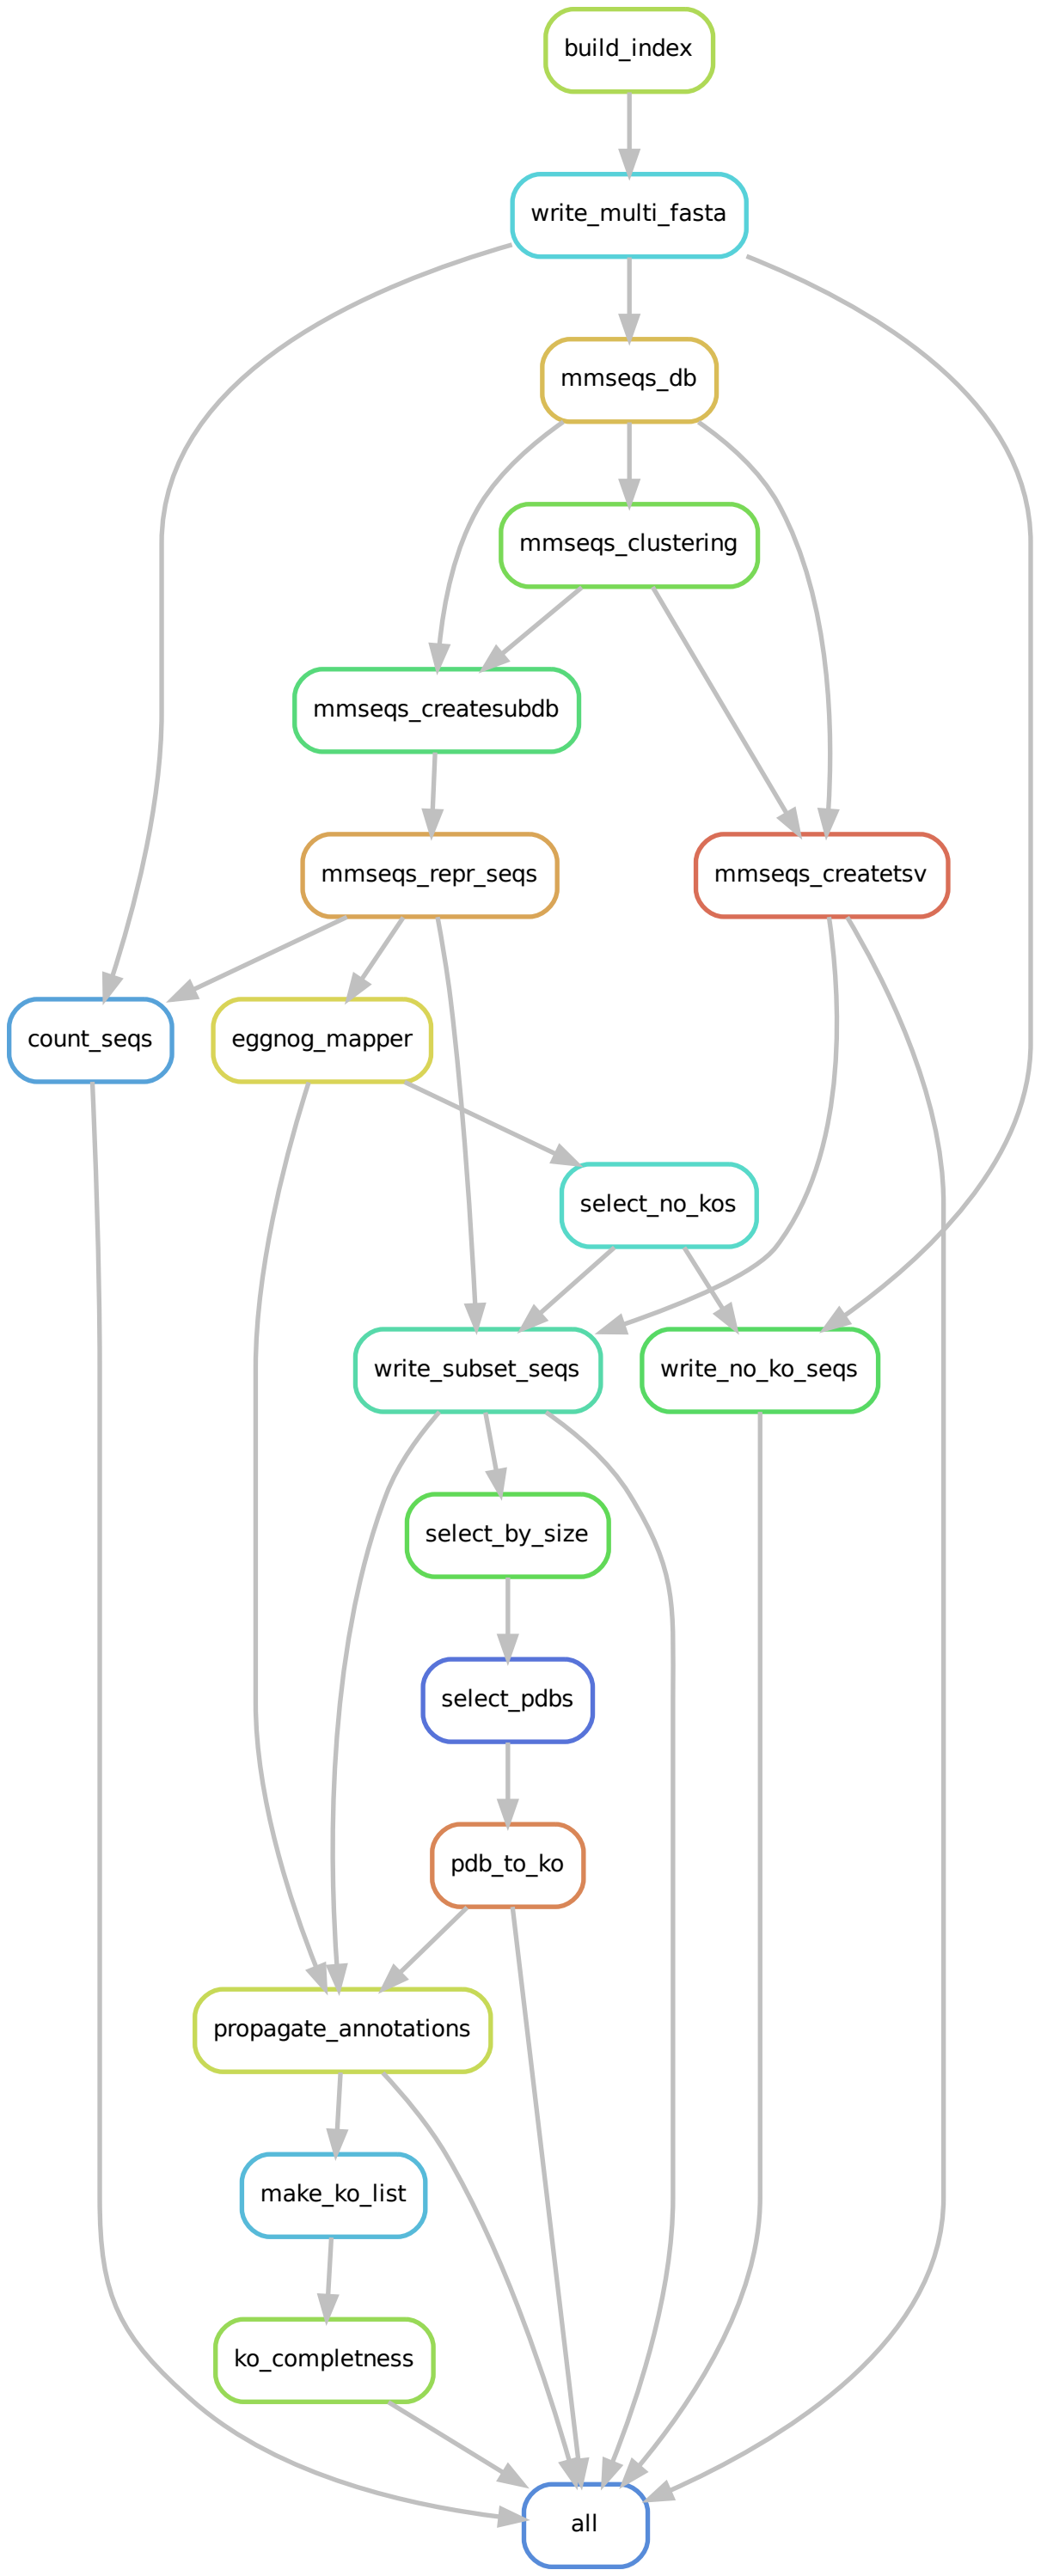 build_index
write_multi_fasta
mmseqs_db
mmseqs_clustering
mmseqs_createsubdb
mmseqs_repr_seqs
mmseqs_createtsv
count_seqs
eggnog_mapper
select_no_kos
write_subset_seqs
write_no_ko_seqs
select_by_size
select_pdbs
pdb_to_ko
propagate_annotations
make_ko_list
ko_completness
all